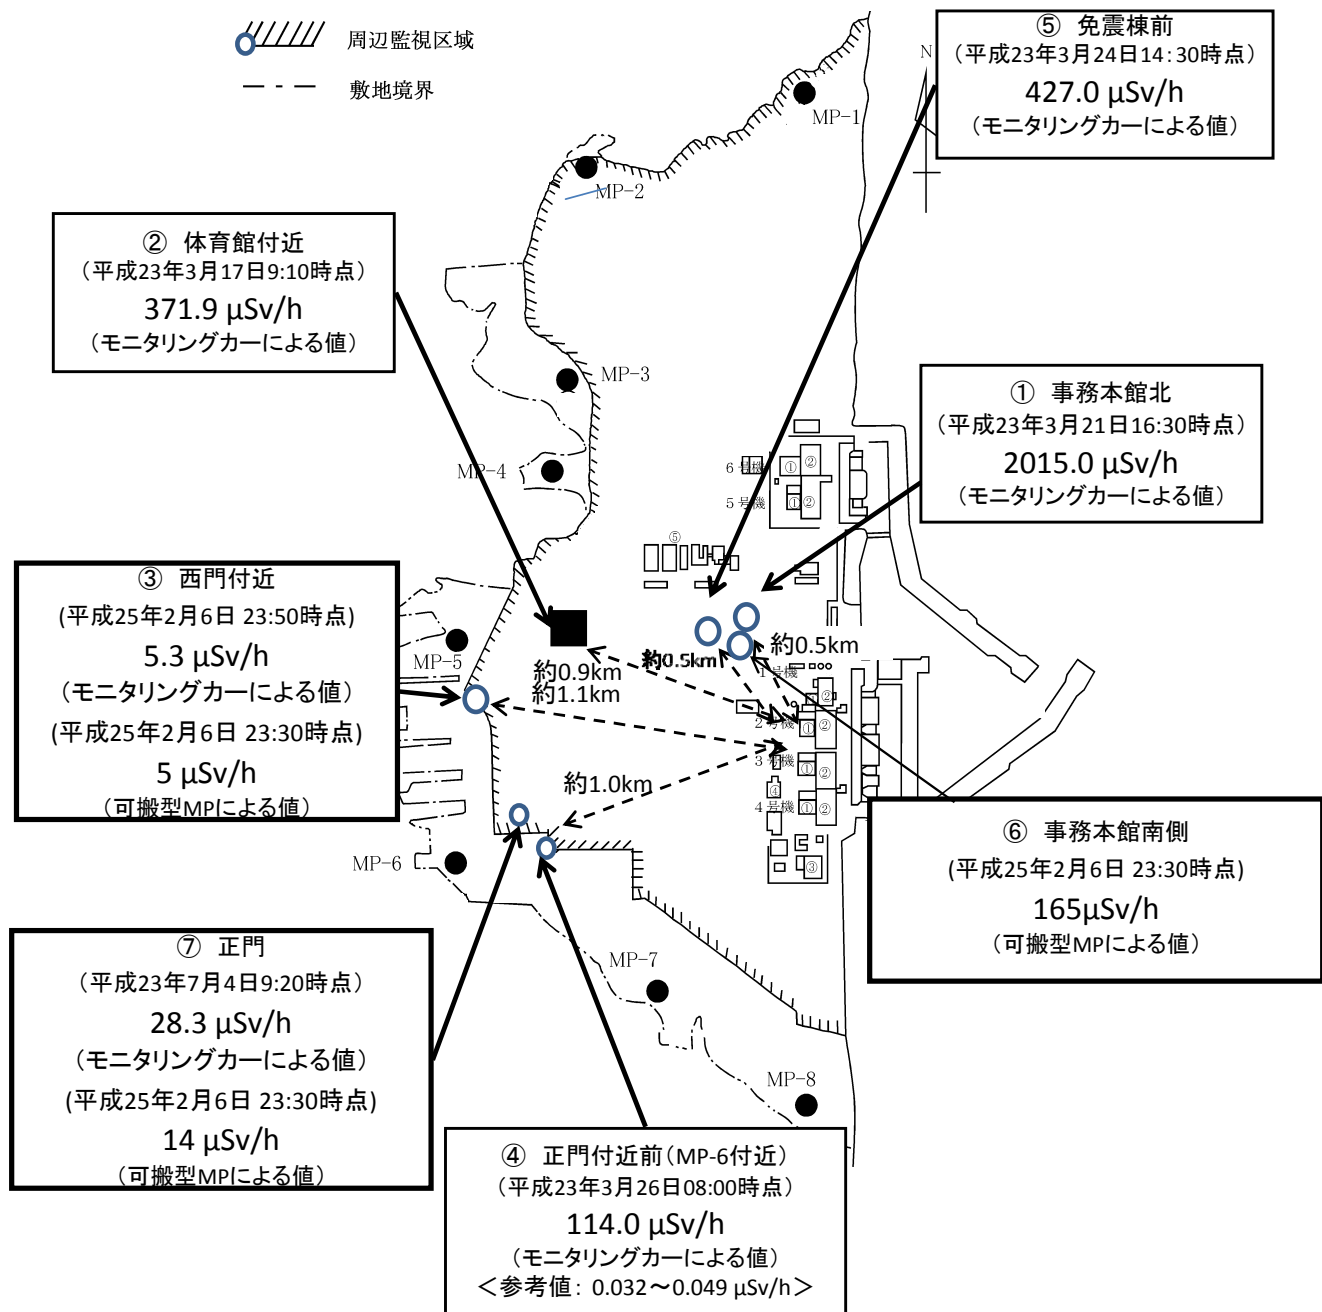 周辺監視区域
敷地境界
⑤ 免震棟前
(平成23年3月24日14:30時点)
427.0 μSv/h
(モニタリングカーによる値)
N
MP-1
MP-2
② 体育館付近
(平成23年3月17日9:10時点)
371.9 μSv/h
(モニタリングカーによる値)
MP-3
MP-4
① 事務本館北
(平成23年3月21日16:30時点)
2015.0 μSv/h
(モニタリングカーによる値)
6号機
①
②
5号機
①
②
⑤
③ 西門付近
(平成25年2月6日 23:50時点)
5.3 μSv/h
(モニタリングカーによる値)
(平成25年2月6日 23:30時点)
5 μSv/h
(可搬型MPによる値)
MP-5
約0.9km
約1.1km
約0.5km
約0.5km
1号機
②
2号機
①
②
3号機
①
②
④
4号機
①
②
③
約1.0km
MP-6
⑥ 事務本館南側
(平成25年2月6日 23:30時点)
165μSv/h
(可搬型MPによる値)
⑦ 正門
(平成23年7月4日9:20時点)
28.3 μSv/h
(モニタリングカーによる値)
(平成25年2月6日 23:30時点)
14 μSv/h
(可搬型MPによる値)
MP-7
MP-8
④ 正門付近前(MP-6付近)
(平成23年3月26日08:00時点)
114.0 μSv/h
(モニタリングカーによる値)
<参考値: 0.032~0.049 μSv/h>